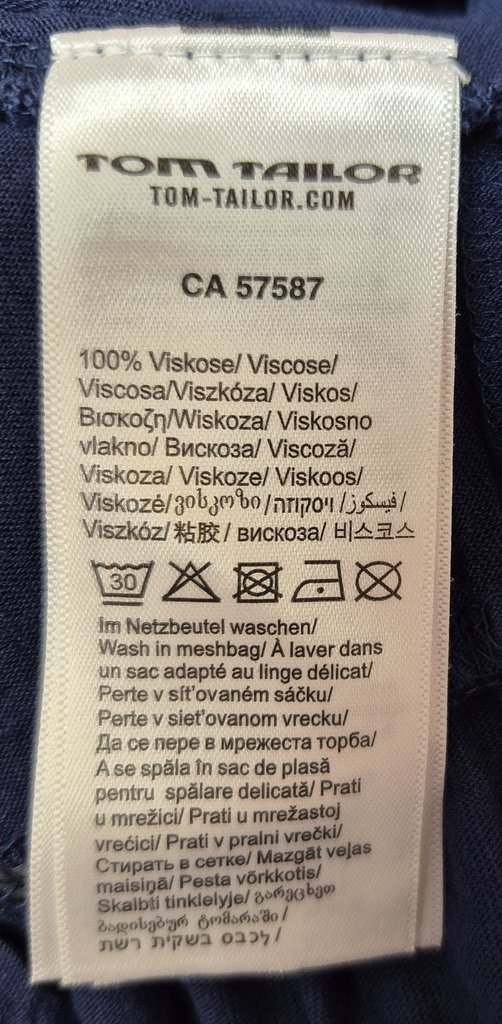 TOM TAILOR
TOM-TAILOR.COM
CA 57587
100% Viskose/ Viscose/
Viscosa/Viszkóza/ Viskos/
Βισκοζη/Wiskoza/ Viskosno
vlakno/ Вискоза/ Viscoză/
Viskoza/ Viskoze/ Viskoos/
Viskozė/ვისკოზი/ויסקוזה/فيسكوز/
Viszkóz/粘胶/ вискоза/ 비스코스
30
Im Netzbeutel waschen/
Wash in meshbag/ À laver dans
un sac adapté au linge délicat/
Perte v síťovaném sáčku/
Perte v sieťovanom vrecku/
Да се пере в мрежеста торба/
A se spăla în sac de plasă
pentru spălare delicată/ Prati
u mrežici/ Prati u mrežastoj
vrećici/ Prati v pralni vrečki/
Стирать в сетке/ Mazgāt veļas
maisiņā/ Pesta võrkkotis/
Skalbti tinklelyje/ გარეცხეთ
ბადისებურ ტომარაში/
לכבס בשקית רשת/